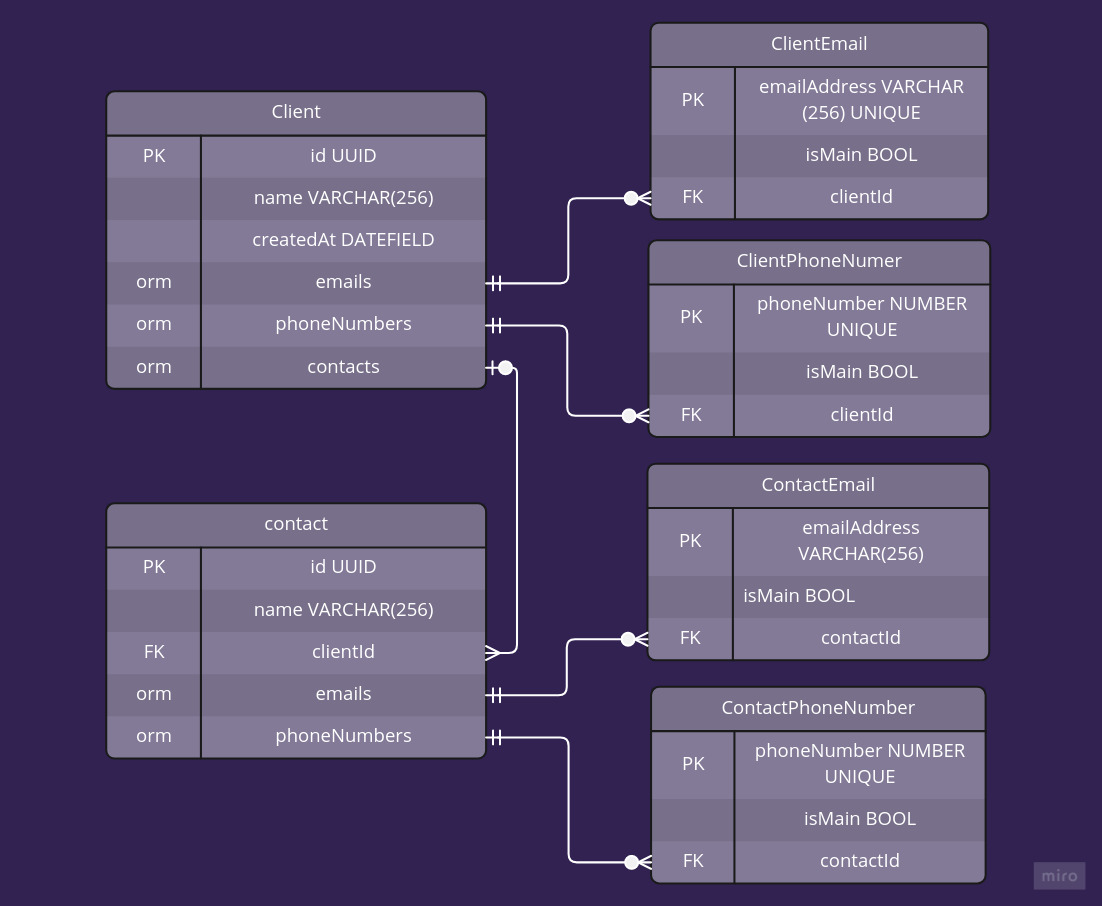 Client
PK id UUID
name VARCHAR(256)
createdAt DATEFIELD
orm emails
orm phoneNumbers
orm contacts
contact
PK id UUID
name VARCHAR(256)
FK clientId
orm emails
orm phoneNumbers
ClientEmail
PK emailAddress VARCHAR
(256) UNIQUE
isMain BOOL
FK clientId
ClientPhoneNumer
PK phoneNumber NUMBER
UNIQUE
isMain BOOL
FK clientId
ContactEmail
PK emailAddress
VARCHAR(256)
isMain BOOL
FK contactId
ContactPhoneNumber
PK phoneNumber NUMBER
UNIQUE
isMain BOOL
FK contactId
miro